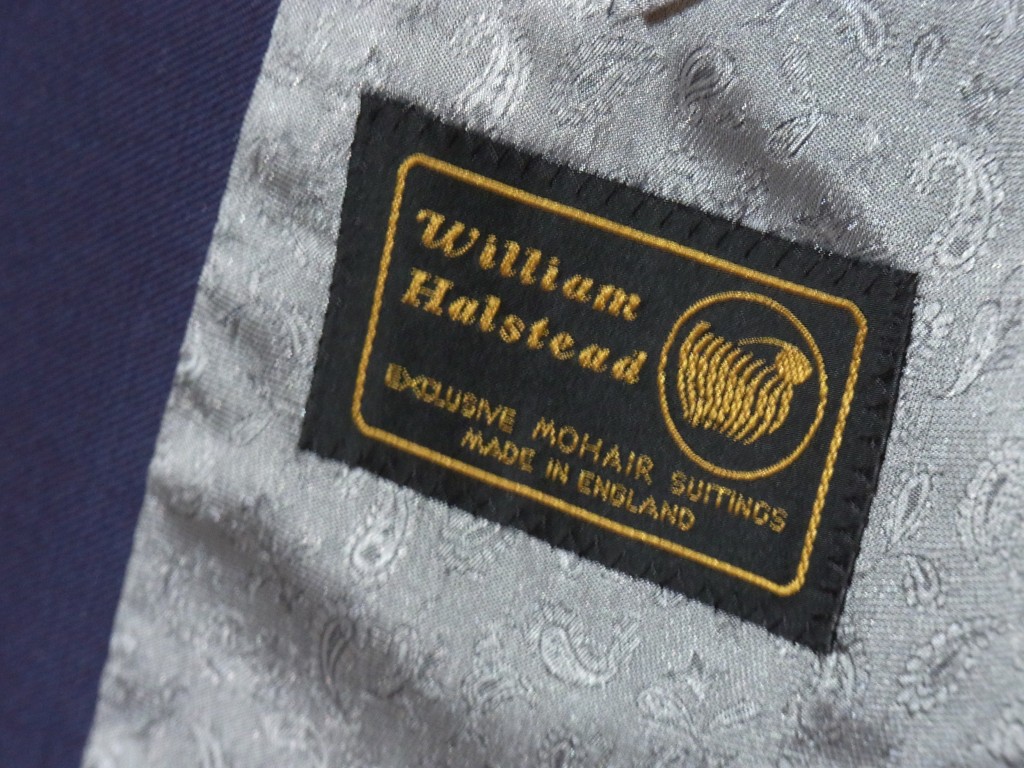 William
Halstead
EXCLUSIVE MOHAIR SUITINGS
MADE IN ENGLAND